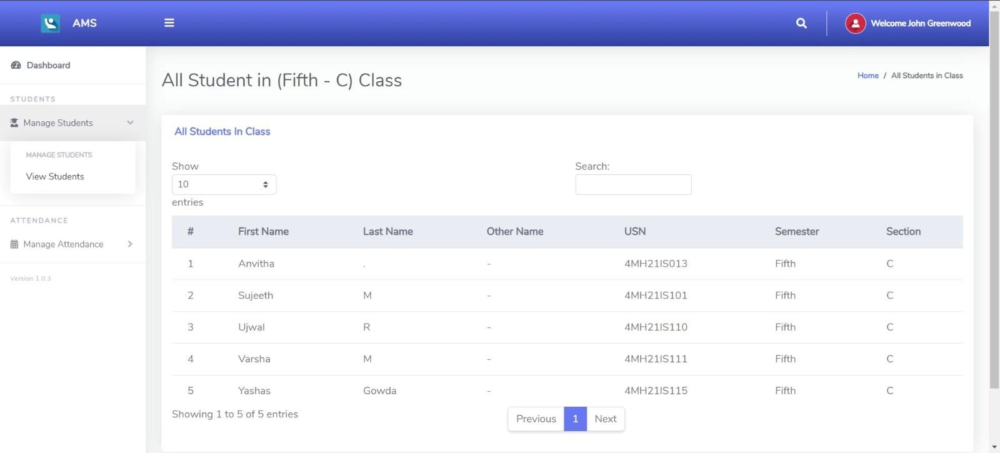 AMS
Welcome John Greenwood
Dashboard
STUDENTS
Manage Students
MANAGE STUDENTS
View Students
ATTENDANCE
Manage Attendance
Version 1.0.3
All Student in (Fifth - C) Class
Home / All Students in Class
All Students In Class
Show
10
entries
Search:
# First Name Last Name Other Name USN Semester Section
1 Anvitha . - 4MH21IS013 Fifth C
2 Sujeeth M - 4MH21IS101 Fifth C
3 Ujwal R - 4MH21IS110 Fifth C
4 Varsha M - 4MH21IS111 Fifth C
5 Yashas Gowda - 4MH21IS115 Fifth C
Showing 1 to 5 of 5 entries
Previous 1 Next